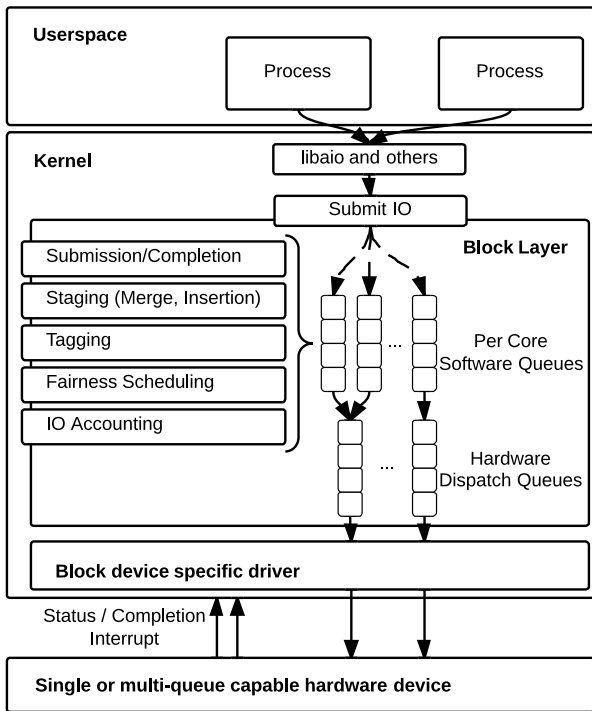 Userspace
Process
Process
Kernel
libaio and others
Submit IO
Block Layer
Submission/Completion
Staging (Merge, Insertion)
Tagging
Fairness Scheduling
IO Accounting
...
Per Core
Software Queues
...
Hardware
Dispatch Queues
Block device specific driver
Status / Completion
Interrupt
Single or multi-queue capable hardware device